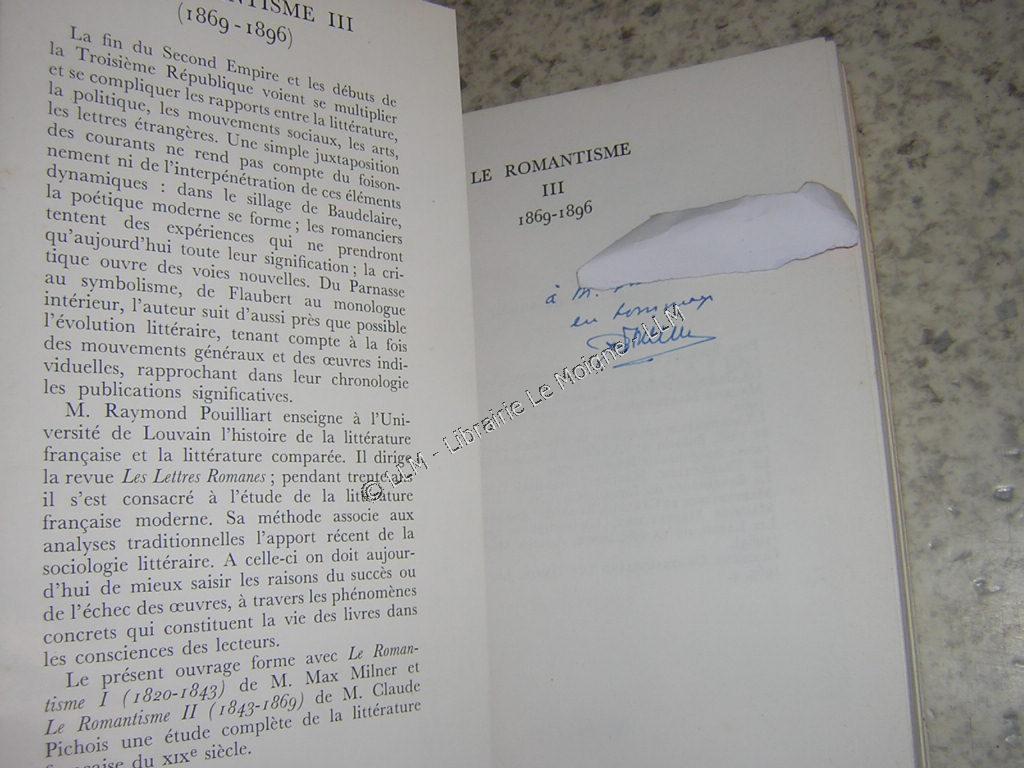 NTISME III
(1869-1896)
La fin du Second Empire et les débuts de
la Troisième République voient se multiplier
et se compliquer les rapports entre la littérature,
la politique, les mouvements sociaux, les arts,
les lettres étrangères. Une simple juxtaposition
des courants ne rend pas compte du foison-
nement ni de l'interpénétration de ces éléments
dynamiques : dans le sillage de Baudelaire,
la poétique moderne se forme ; les romanciers
tentent des expériences qui ne prendront
qu'aujourd'hui toute leur signification ; la cri-
tique ouvre des voies nouvelles. Du Parnasse
au symbolisme, de Flaubert au monologue
intérieur, l'auteur suit d'aussi près que possible
l'évolution littéraire, tenant compte à la fois
des mouvements généraux et des œuvres indi-
viduelles, rapprochant dans leur chronologie
les publications significatives.
M. Raymond Pouilliart enseigne à l'Uni-
versité de Louvain l'histoire de la littérature
française et la littérature comparée. Il dirige
la revue Les Lettres Romanes ; pendant trente ans
il s'est consacré à l'étude de la littérature
française moderne. Sa méthode associe aux
analyses traditionnelles l'apport récent de la
sociologie littéraire. A celle-ci on doit aujour-
d'hui de mieux saisir les raisons du succès ou
de l'échec des œuvres, à travers les phénomènes
concrets qui constituent la vie des livres dans
les consciences des lecteurs.
Le présent ouvrage forme avec Le Roman-
tisme I (1820-1843) de M. Max Milner et
Le Romantisme II (1843-1869) de M. Claude
Pichois une étude complète de la littérature
française du XIXe siècle.
LE ROMANTISME
III
1869-1896
à M.
en hommage
© LLM - Librairie Le Moigne / LLM